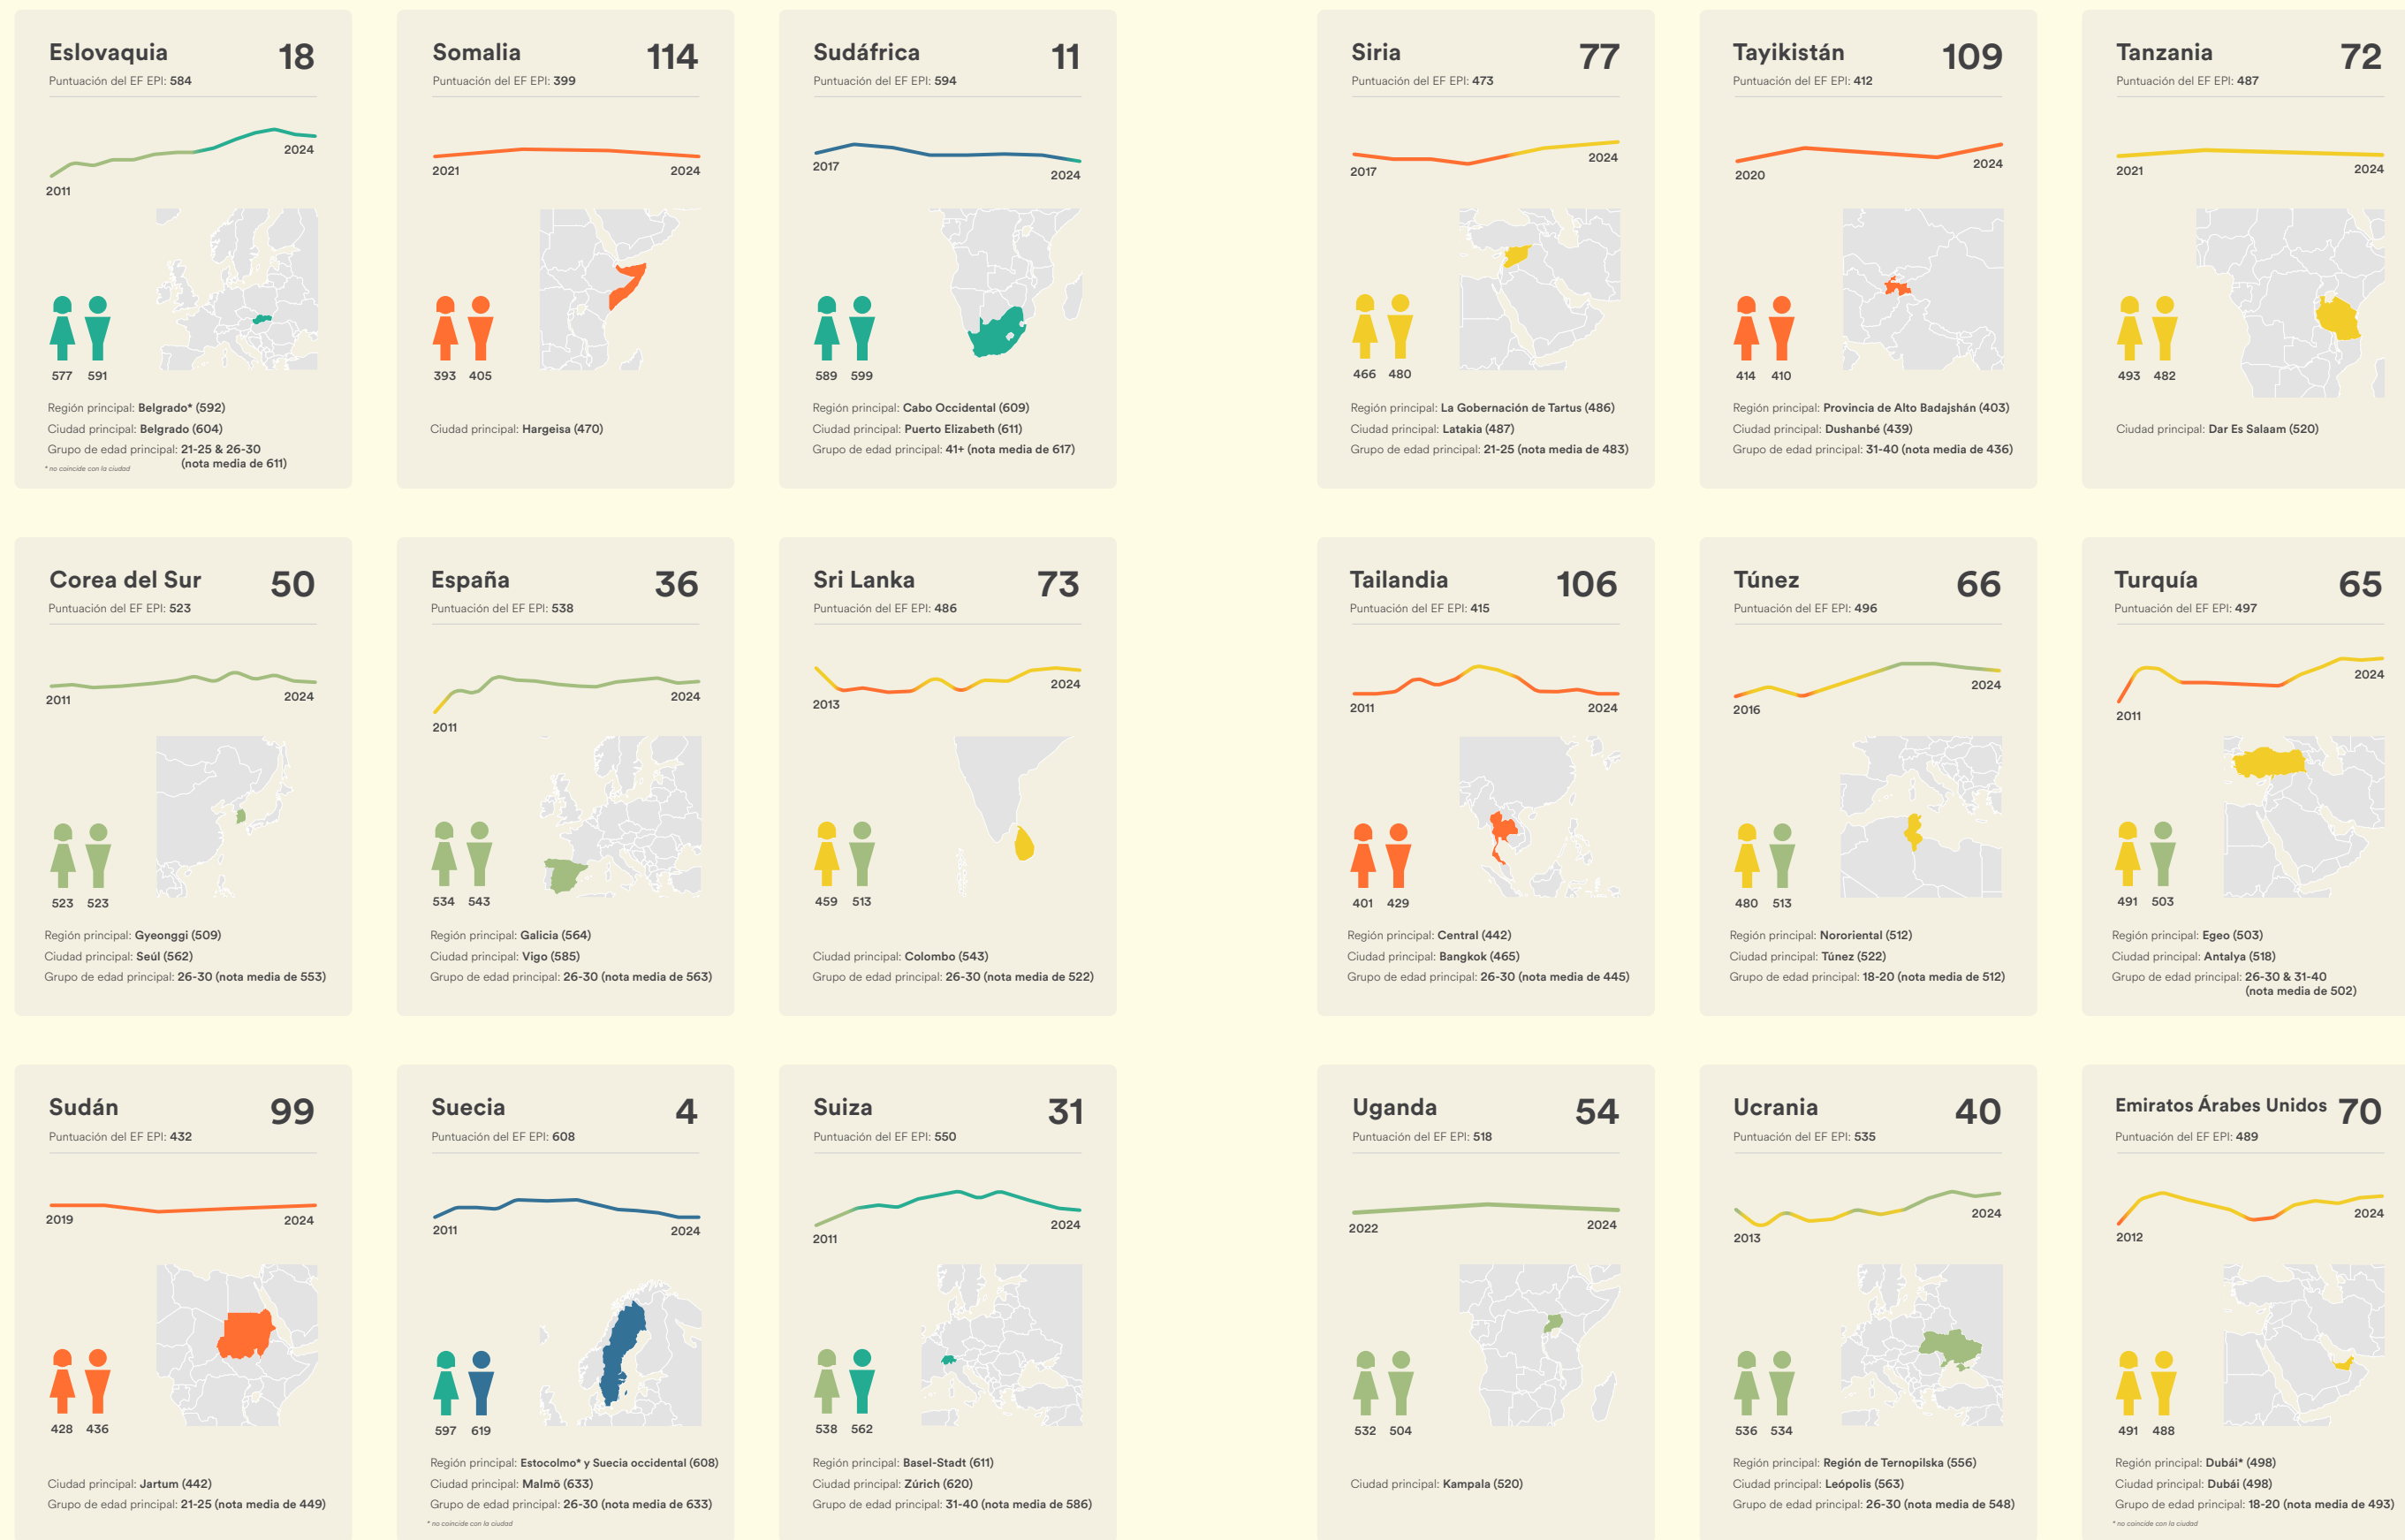 Eslovaquia 18
Puntuación del EF EPI: 584
2011
2024
577 591
Región principal: Belgrado* (592)
Ciudad principal: Belgrado (604)
Grupo de edad principal: 21-25 & 26-30
(nota media de 611)
* no coincide con la ciudad
Somalia 114
Puntuación del EF EPI: 399
2021
2024
393 405
Ciudad principal: Hargeisa (470)
Sudáfrica 11
Puntuación del EF EPI: 594
2017
2024
589 599
Región principal: Cabo Occidental (609)
Ciudad principal: Puerto Elizabeth (611)
Grupo de edad principal: 41+ (nota media de 617)
Siria 77
Puntuación del EF EPI: 473
2017
2024
466 480
Región principal: La Gobernación de Tartus (486)
Ciudad principal: Latakia (487)
Grupo de edad principal: 21-25 (nota media de 483)
Tayikistán 109
Puntuación del EF EPI: 412
2020
2024
414 410
Región principal: Provincia de Alto Badajshán (403)
Ciudad principal: Dushanbé (439)
Grupo de edad principal: 31-40 (nota media de 436)
Tanzania 72
Puntuación del EF EPI: 487
2021
2024
493 482
Ciudad principal: Dar Es Salaam (520)
Corea del Sur 50
Puntuación del EF EPI: 523
2011
2024
523 523
Región principal: Gyeonggi (509)
Ciudad principal: Seúl (562)
Grupo de edad principal: 26-30 (nota media de 553)
España 36
Puntuación del EF EPI: 538
2011
2024
534 543
Región principal: Galicia (564)
Ciudad principal: Vigo (585)
Grupo de edad principal: 26-30 (nota media de 563)
Sri Lanka 73
Puntuación del EF EPI: 486
2013
2024
459 513
Ciudad principal: Colombo (543)
Grupo de edad principal: 26-30 (nota media de 522)
Tailandia 106
Puntuación del EF EPI: 415
2011
2024
401 429
Región principal: Central (442)
Ciudad principal: Bangkok (465)
Grupo de edad principal: 26-30 (nota media de 445)
Túnez 66
Puntuación del EF EPI: 496
2016
2024
480 513
Región principal: Nororiental (512)
Ciudad principal: Túnez (522)
Grupo de edad principal: 18-20 (nota media de 512)
Turquía 65
Puntuación del EF EPI: 497
2011
2024
491 503
Región principal: Egeo (503)
Ciudad principal: Antalya (518)
Grupo de edad principal: 26-30 & 31-40
(nota media de 502)
Sudán 99
Puntuación del EF EPI: 432
2019
2024
428 436
Ciudad principal: Jartum (442)
Grupo de edad principal: 21-25 (nota media de 449)
Suecia 4
Puntuación del EF EPI: 608
2011
2024
597 619
Región principal: Estocolmo* y Suecia occidental (608)
Ciudad principal: Malmö (633)
Grupo de edad principal: 26-30 (nota media de 633)
* no coincide con la ciudad
Suiza 31
Puntuación del EF EPI: 550
2011
2024
538 562
Región principal: Basel-Stadt (611)
Ciudad principal: Zúrich (620)
Grupo de edad principal: 31-40 (nota media de 586)
Uganda 54
Puntuación del EF EPI: 518
2022
2024
532 504
Ciudad principal: Kampala (520)
Ucrania 40
Puntuación del EF EPI: 535
2013
2024
536 534
Región principal: Región de Ternopilska (556)
Ciudad principal: Leópolis (563)
Grupo de edad principal: 26-30 (nota media de 548)
Emiratos Árabes Unidos 70
Puntuación del EF EPI: 489
2012
2024
491 488
Región principal: Dubái* (498)
Ciudad principal: Dubái (498)
Grupo de edad principal: 18-20 (nota media de 493)
* no coincide con la ciudad